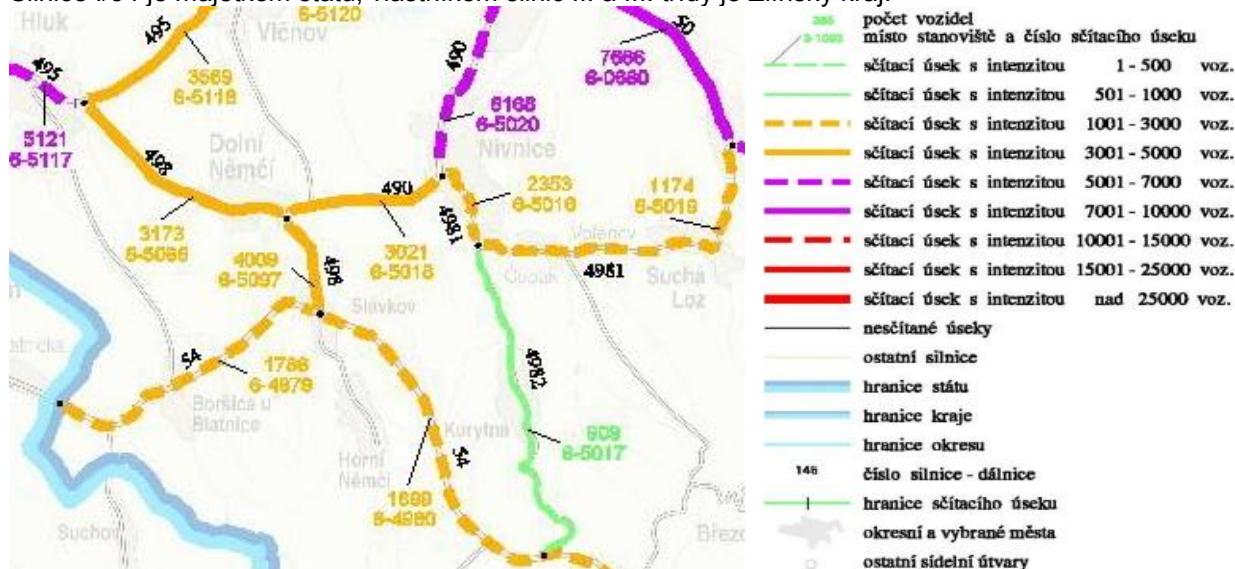 Hluk
6-5120
Vlčnov
495
3569
6-5118
495
5121
6-5117
490
6168
6-5020
Nivnice
50
7686
6-0660
Dolní
Němčí
498
490
4981
2353
6-5016
1174
6-5019
3173
6-5096
4009
6-5097
498
3021
6-5018
Volenov
4981
Suchá
Loz
Slavkov
54
1786
6-4979
Boršice u
Blatnice
4982
Korytná
909
6-5017
54
Horní
Němčí
1699
6-4980
Suchov
Březo
počet vozidel
místo stanoviště a číslo sčítacího úseku
sčítací úsek s intenzitou 1 - 500 voz.
sčítací úsek s intenzitou 501 - 1000 voz.
sčítací úsek s intenzitou 1001 - 3000 voz.
sčítací úsek s intenzitou 3001 - 5000 voz.
sčítací úsek s intenzitou 5001 - 7000 voz.
sčítací úsek s intenzitou 7001 - 10000 voz.
sčítací úsek s intenzitou 10001 - 15000 voz.
sčítací úsek s intenzitou 15001 - 25000 voz.
sčítací úsek s intenzitou nad 25000 voz.
nesčítané úseky
ostatní silnice
hranice státu
hranice kraje
hranice okresu
146 číslo silnice - dálnice
hranice sčítacího úseku
okresní a vybrané města
ostatní sídelní útvary